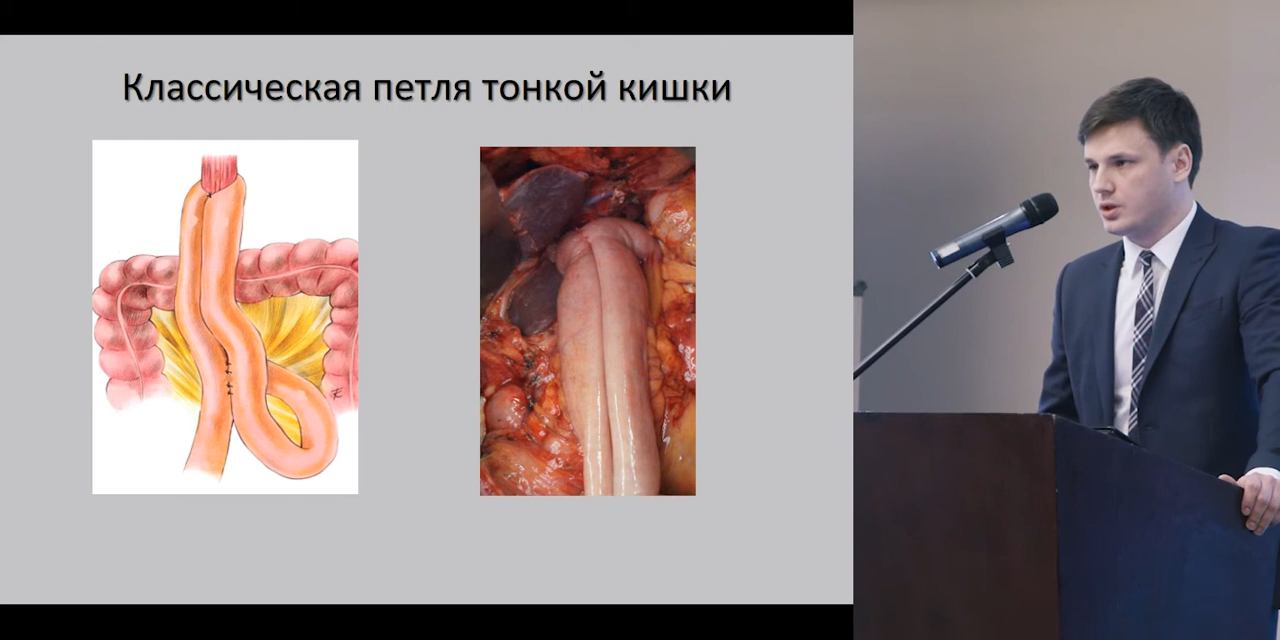 Классическая петля тонкой кишки